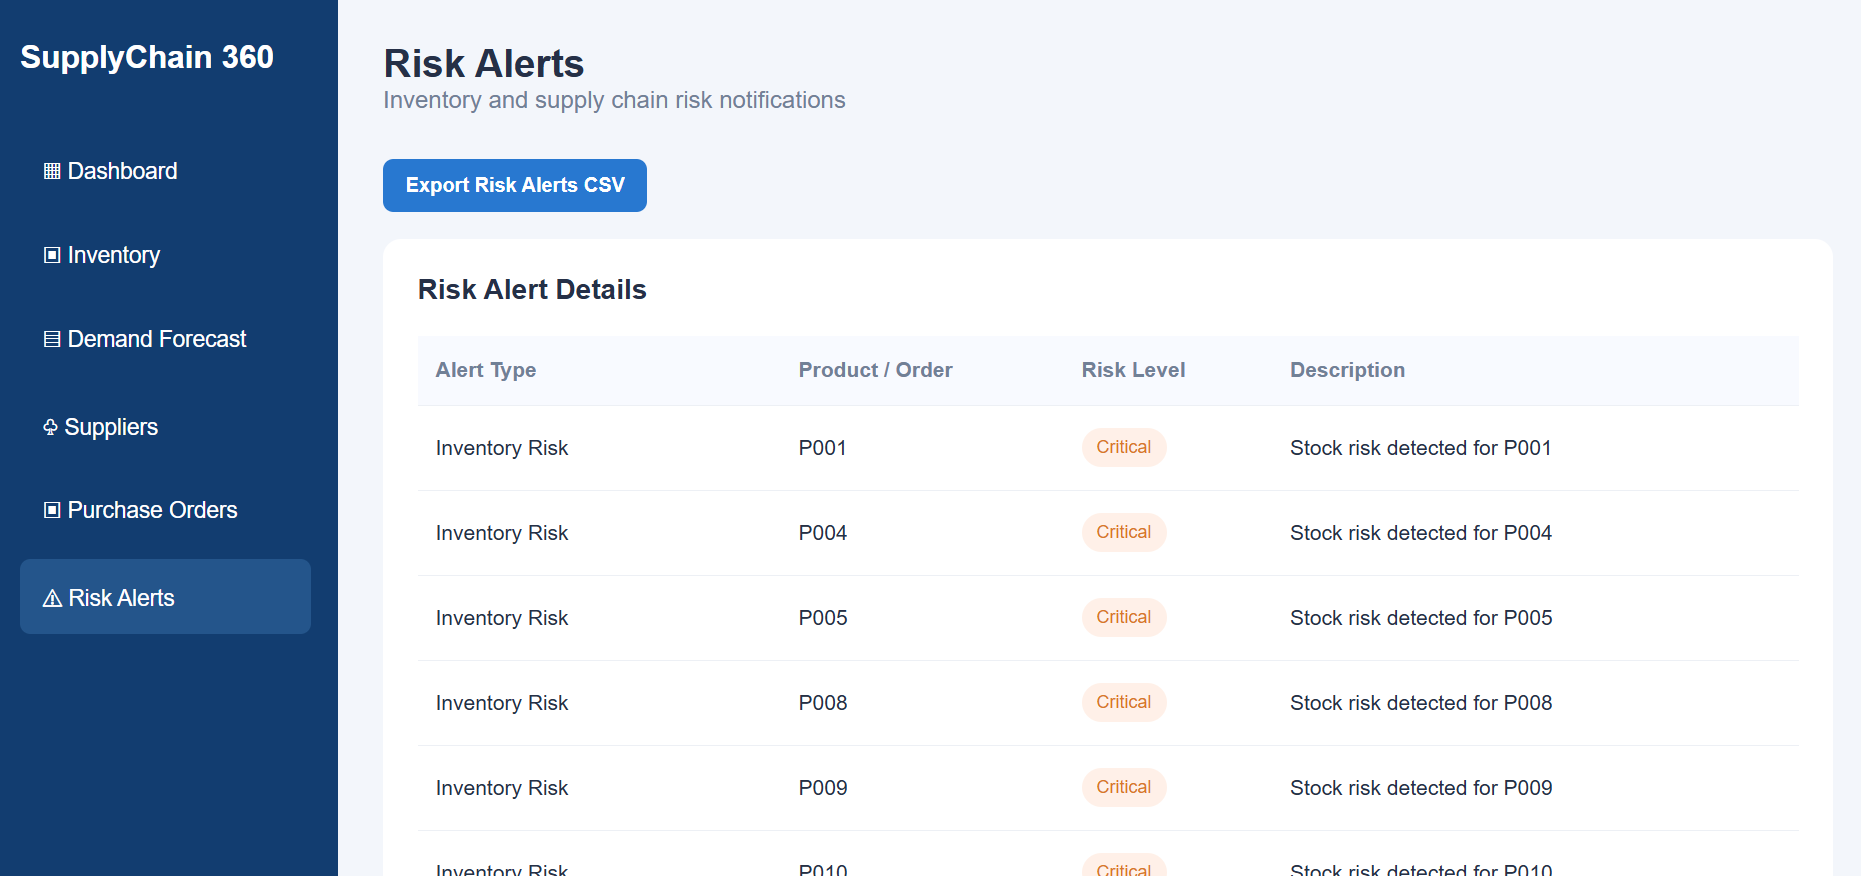 SupplyChain 360
Dashboard
Inventory
Demand Forecast
Suppliers
Purchase Orders
Risk Alerts
Risk Alerts
Inventory and supply chain risk notifications
Export Risk Alerts CSV
Risk Alert Details
Alert Type Product / Order Risk Level Description
Inventory Risk P001 Critical Stock risk detected for P001
Inventory Risk P004 Critical Stock risk detected for P004
Inventory Risk P005 Critical Stock risk detected for P005
Inventory Risk P008 Critical Stock risk detected for P008
Inventory Risk P009 Critical Stock risk detected for P009
Inventory Risk P010 Critical Stock risk detected for P010